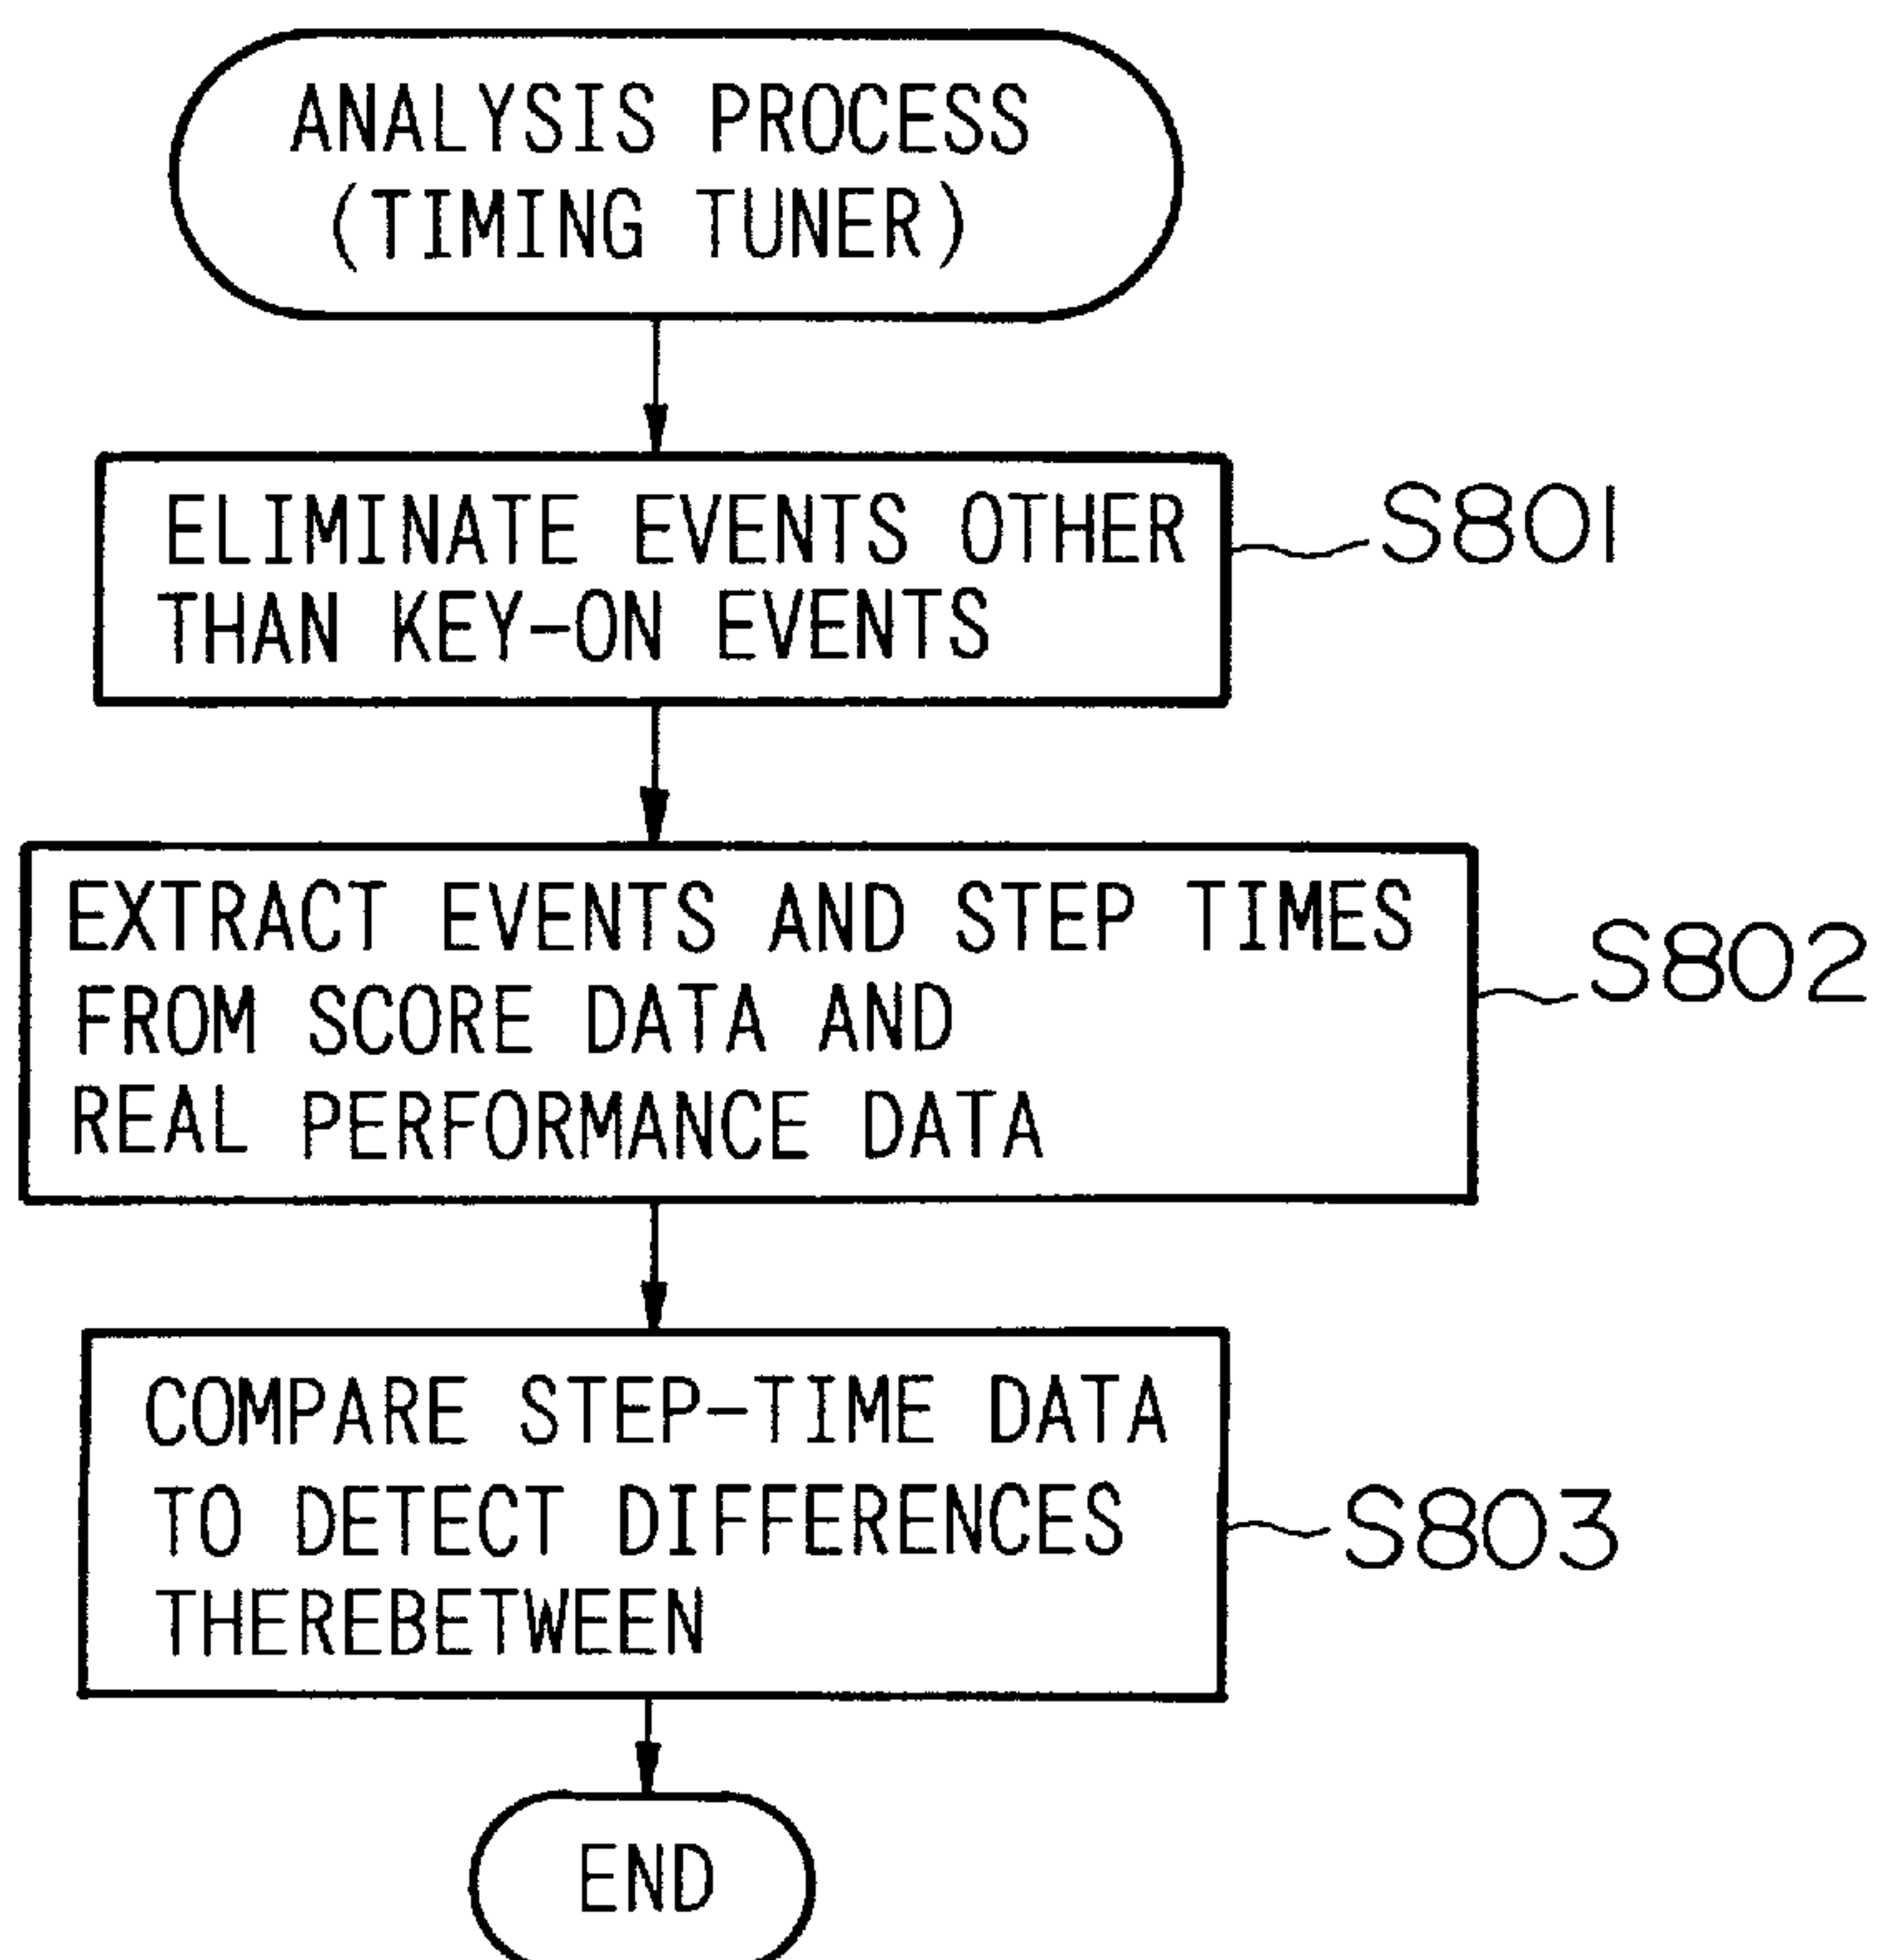 ANALYSIS PROCESS
(TIMING TUNER)
ELIMINATE EVENTS OTHER
THAN KEY-ON EVENTS
S801
EXTRACT EVENTS AND STEP TIMES
FROM SCORE DATA AND
REAL PERFORMANCE DATA
S802
COMPARE STEP-TIME DATA
TO DETECT DIFFERENCES
THEREBETWEEN
S803
END